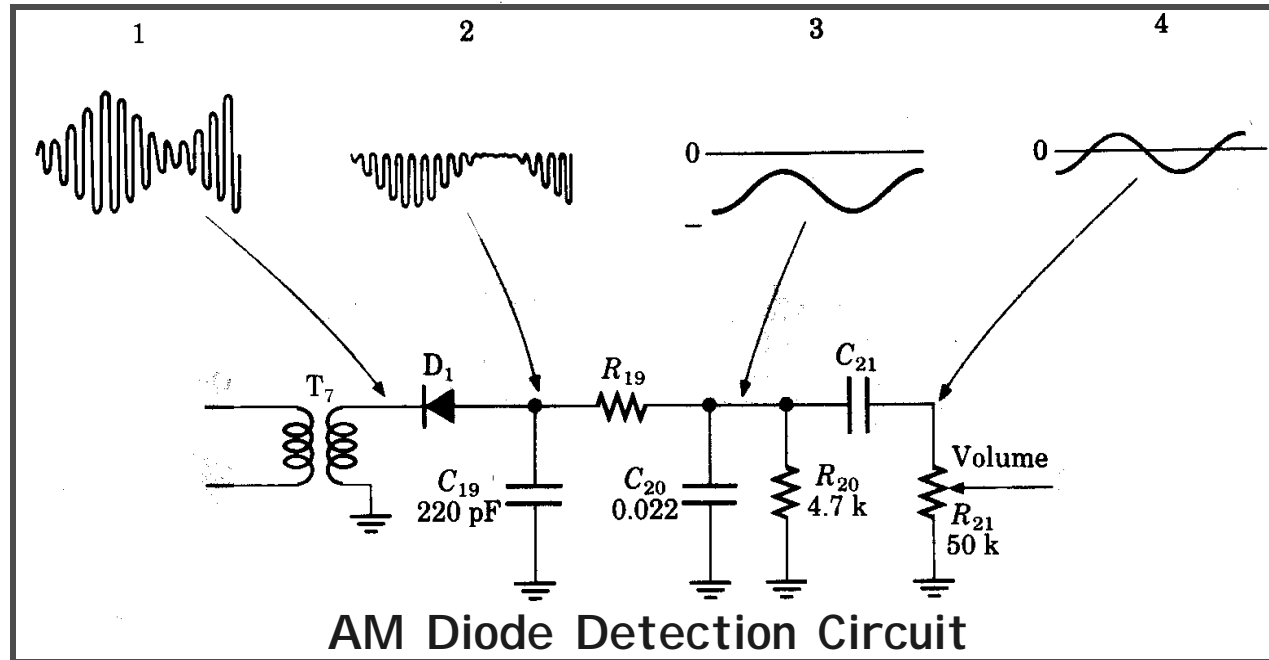 1 2 3 4
0
0
–
T7
D1
R19
C21
C19
220 pF
C20
0.022
R20
4.7 k
Volume
R21
50 k
AM Diode Detection Circuit